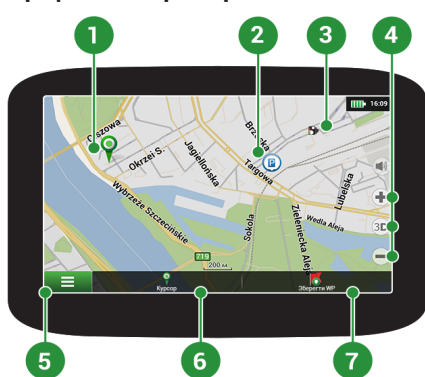 1
2
3
4
16:09
Olszowa
Okrzei S.
Jagiellońska
Brzeska
P
Targowa
Lubelska
Wybrzeże Szczecińskie
Sokola
Zieleniecka Aleja
Wedla Aleja
3D
719
200 м
Курсор
Зберегти WP
5
6
7